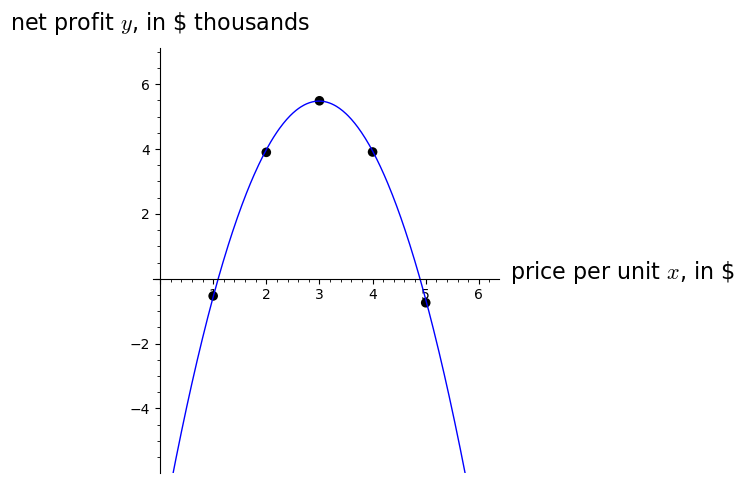 net profit y, in $ thousands
6
4
2
price per unit x, in $
1 2 3 4 5 6
−2
−4